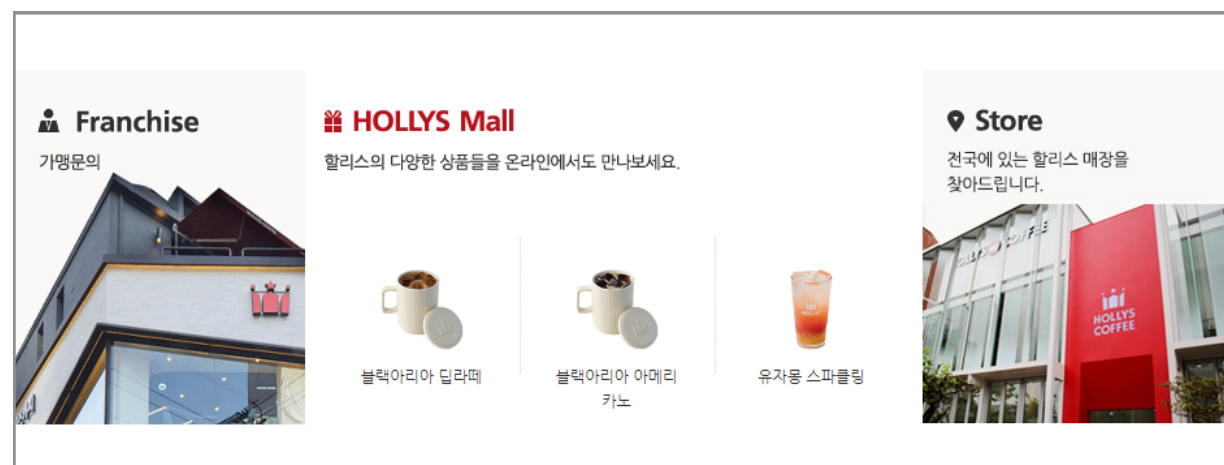 Franchise
가맹문의
HOLLYS Mall
할리스의 다양한 상품들을 온라인에서도 만나보세요.
블랙아리아 딥라떼
블랙아리아 아메리
카노
HOLLYS
유자몽 스파클링
Store
전국에 있는 할리스 매장을
찾아드립니다.
HOLLYS COFFEE
HOLLYS
COFFEE